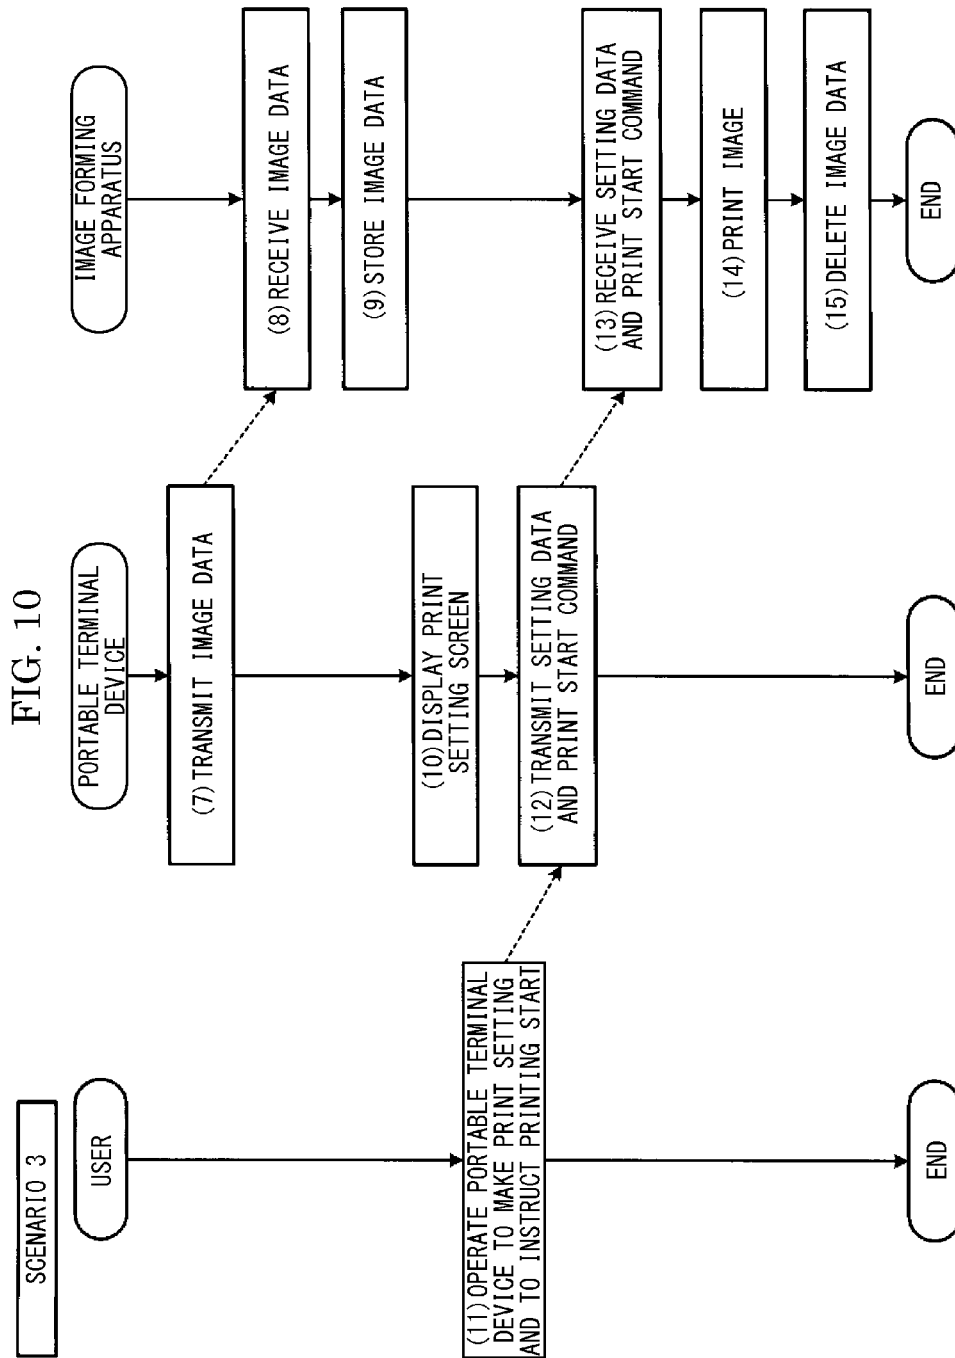 FIG. 10
SCENARIO 3
USER
(11)OPERATE PORTABLE TERMINAL
DEVICE TO MAKE PRINT SETTING
AND TO INSTRUCT PRINTING START
END
PORTABLE TERMINAL
DEVICE
(7)TRANSMIT IMAGE DATA
(10)DISPLAY PRINT
SETTING SCREEN
(12)TRANSMIT SETTING DATA
AND PRINT START COMMAND
END
IMAGE FORMING
APPARATUS
(8)RECEIVE IMAGE DATA
(9)STORE IMAGE DATA
(13)RECEIVE SETTING DATA
AND PRINT START COMMAND
(14)PRINT IMAGE
(15)DELETE IMAGE DATA
END